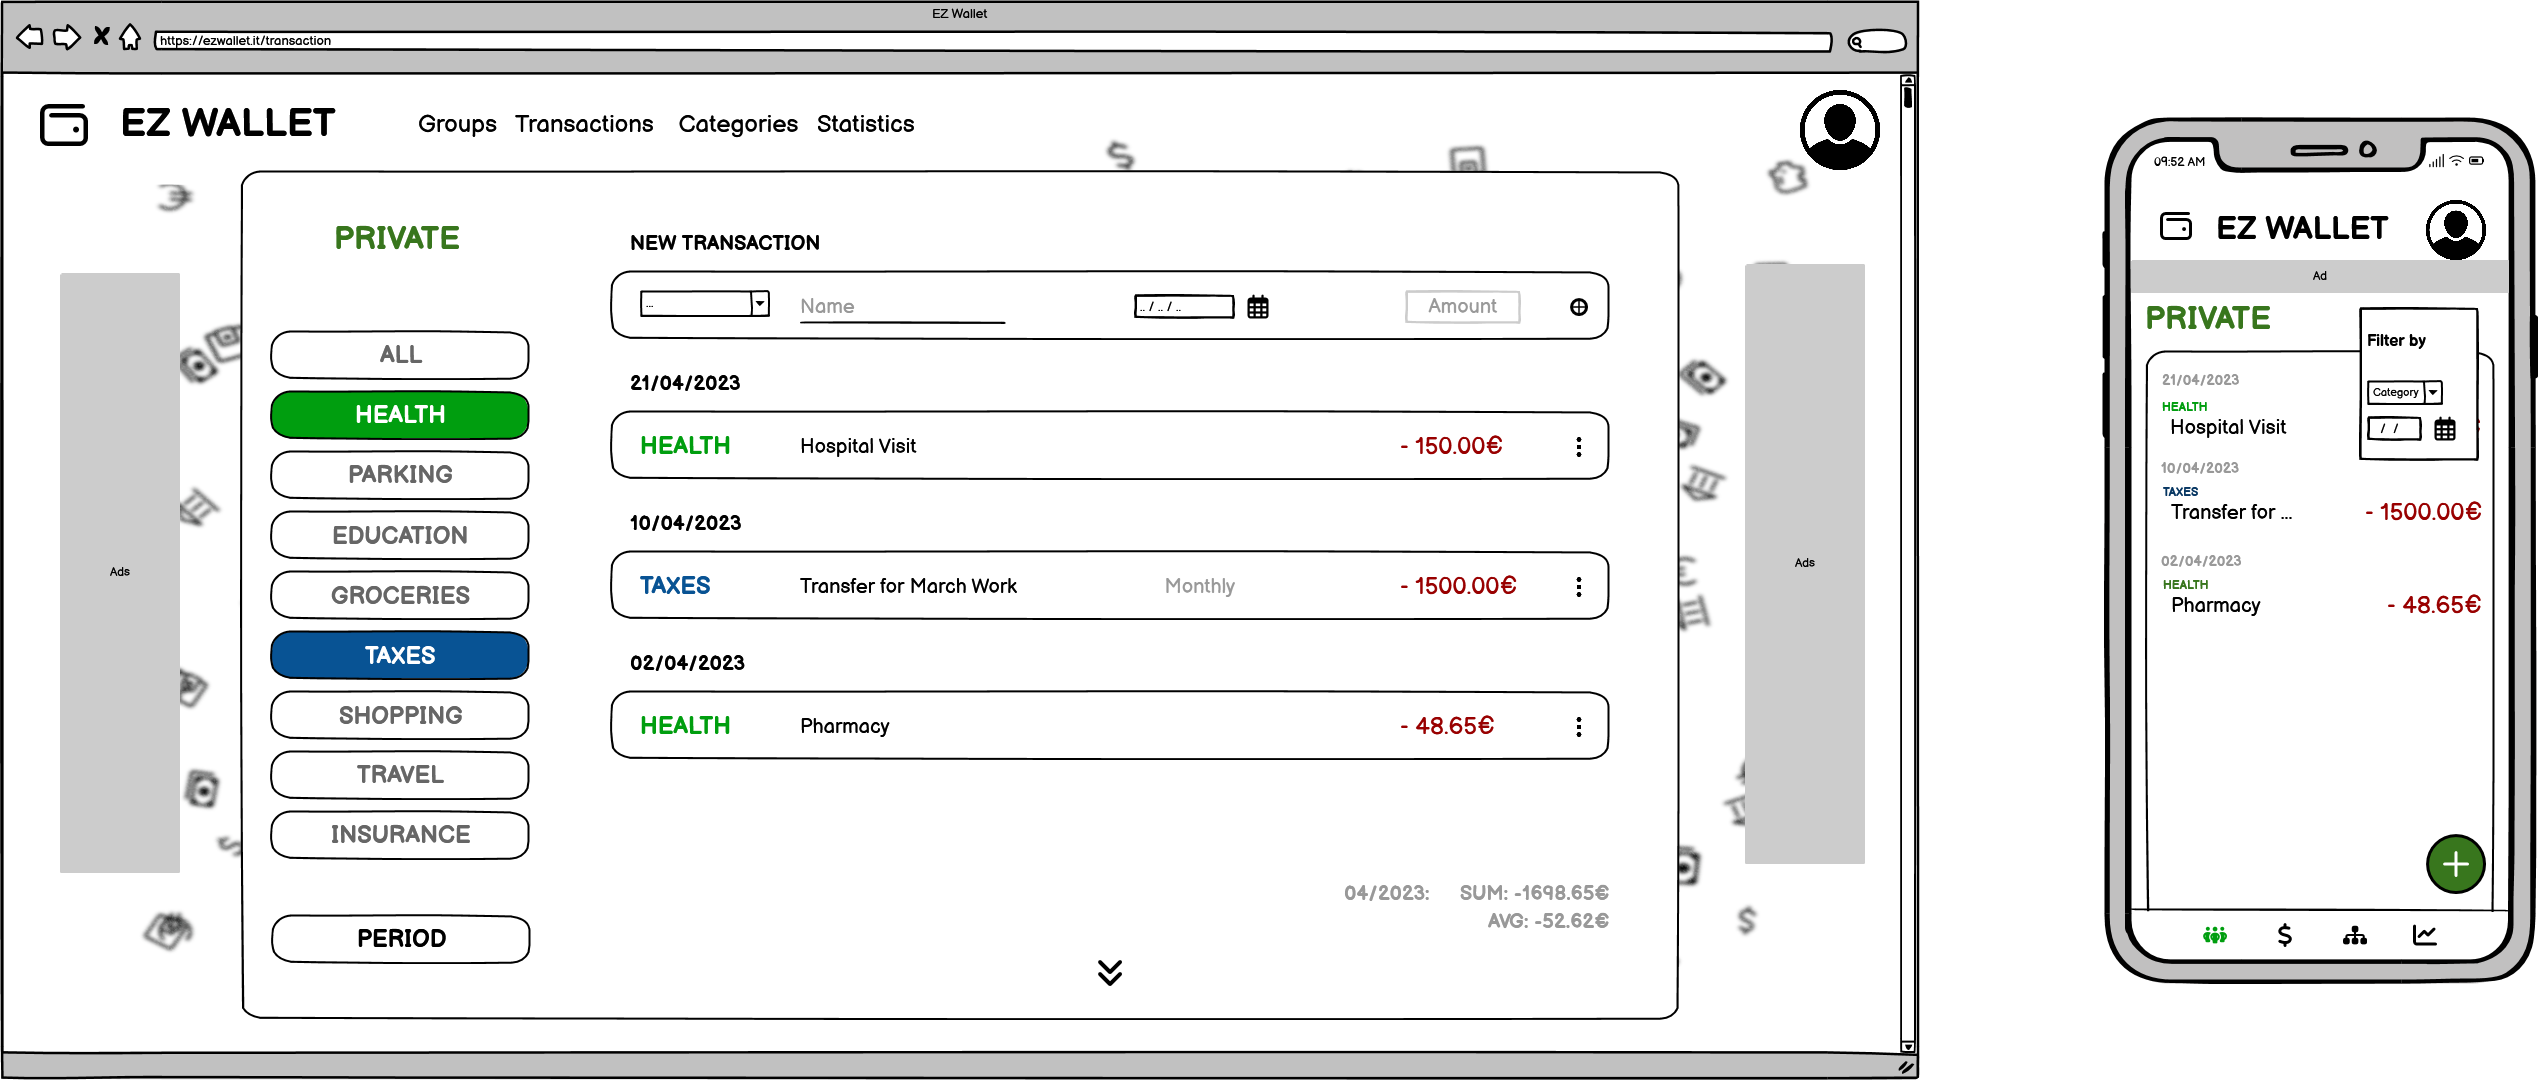 EZ Wallet
https://ezwallet.it/transaction
EZ WALLET
Groups Transactions Categories Statistics
PRIVATE
ALL
HEALTH
PARKING
EDUCATION
GROCERIES
TAXES
SHOPPING
TRAVEL
INSURANCE
PERIOD
Ads
NEW TRANSACTION
... Name .. / .. / .. Amount
21/04/2023
HEALTH Hospital Visit - 150.00€
10/04/2023
TAXES Transfer for March Work Monthly - 1500.00€
02/04/2023
HEALTH Pharmacy - 48.65€
04/2023: SUM: -1698.65€
AVG: -52.62€
Ads
09:52 AM
EZ WALLET
Ad
PRIVATE
Filter by
Category
/ /
21/04/2023
HEALTH
Hospital Visit
10/04/2023
TAXES
Transfer for ... - 1500.00€
02/04/2023
HEALTH
Pharmacy - 48.65€